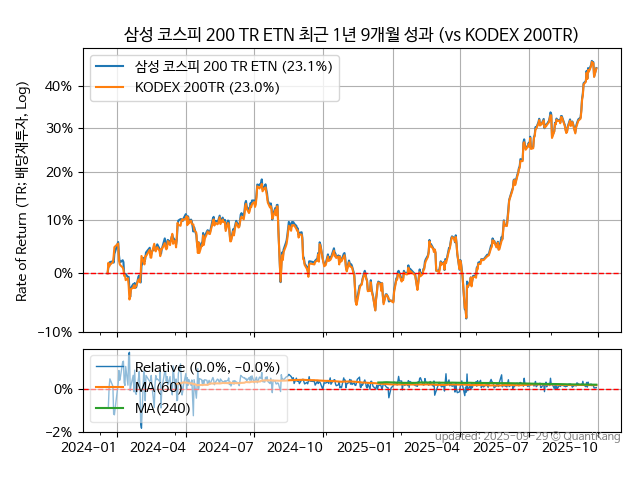 삼성 코스피 200 TR ETN 최근 1년 9개월 성과 (vs KODEX 200TR)
삼성 코스피 200 TR ETN (23.1%)
KODEX 200TR (23.0%)
Rate of Return (TR: 배당재투자, Log)
40%
30%
20%
10%
0%
−10%
Relative (0.0%, −0.0%)
MA(60)
MA(240)
0%
−2%
2024−01
2024−04
2024−07
2024−10
2025−01
2025−04
2025−07
2025−10
updated: 2025-09-29 © QuantKang